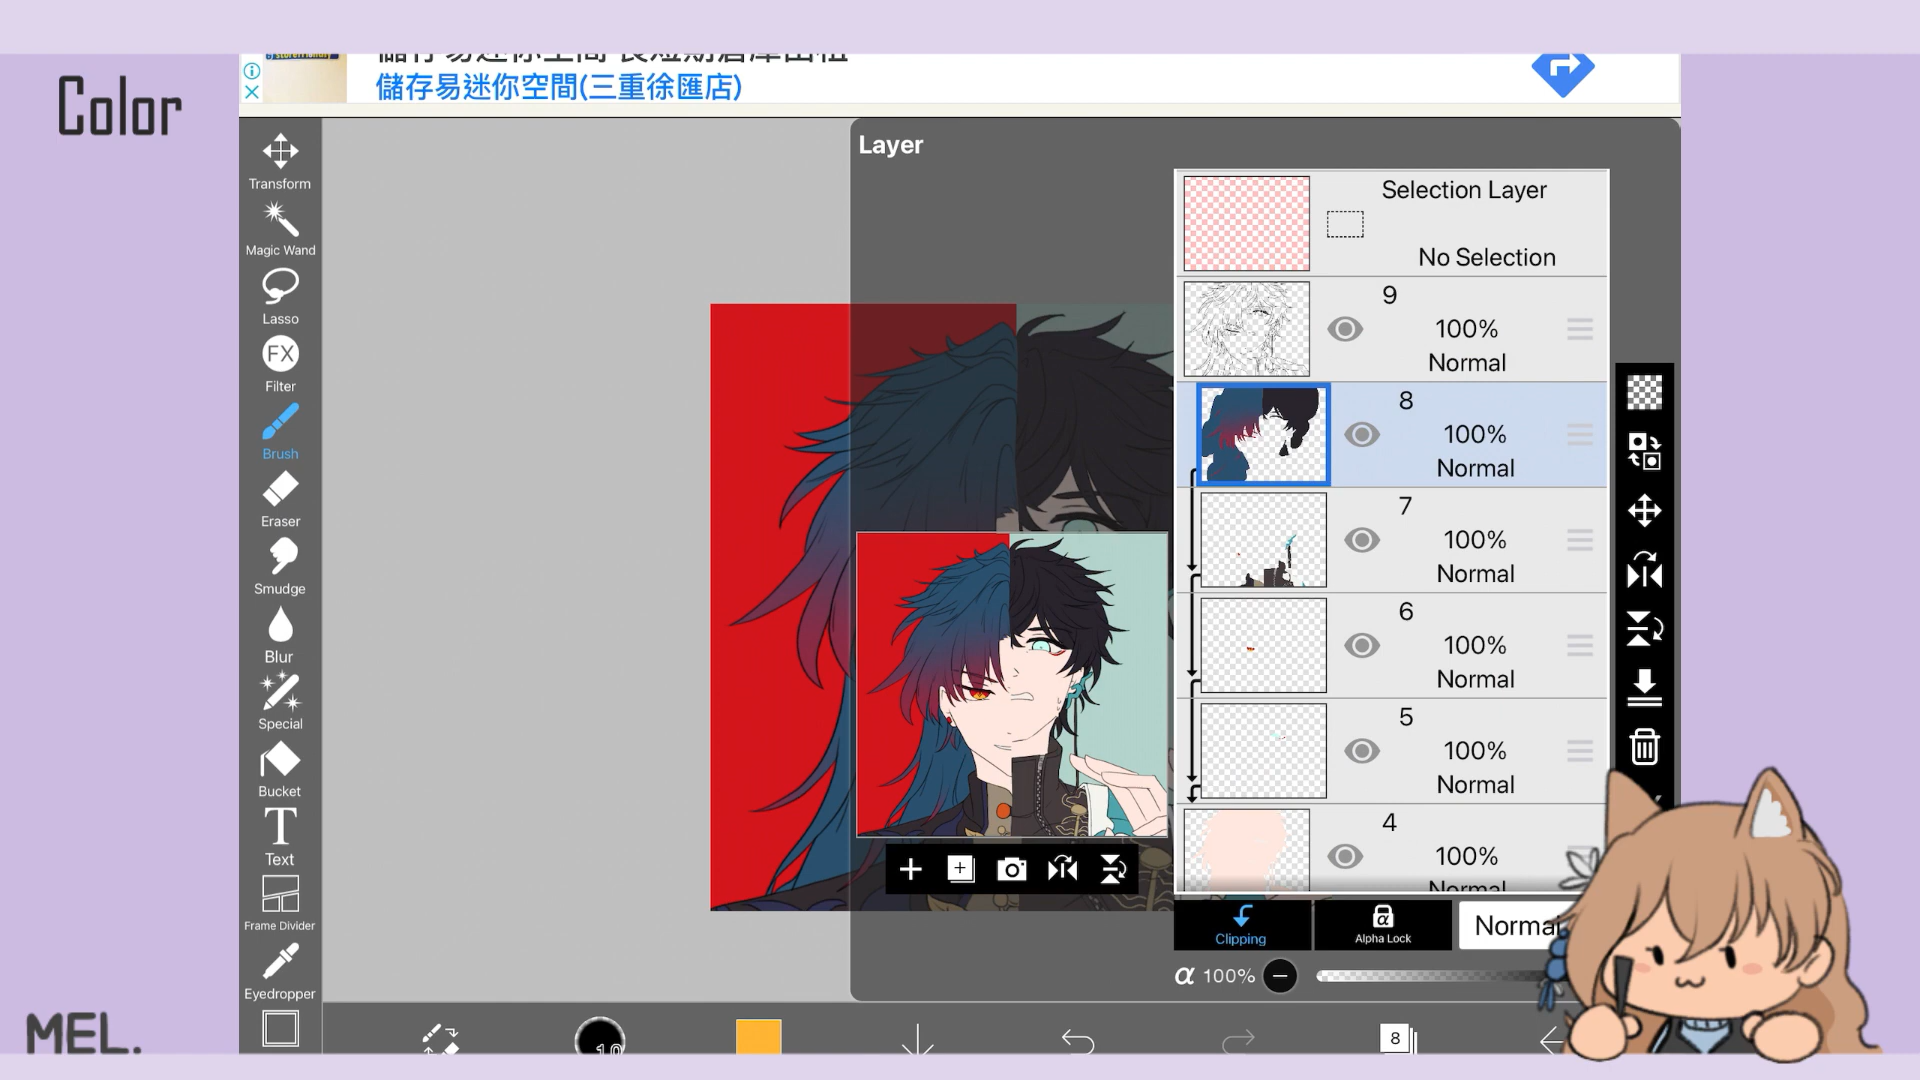 儲存易迷你空間(三重徐匯店)
Color
Layer
Transform
Magic Wand
Lasso
FX
Filter
Brush
Eraser
Smudge
Blur
Special
Bucket
T
Text
Frame Divider
Eyedropper
Selection Layer
No Selection
9
100%
Normal
8
100%
Normal
7
100%
Normal
6
100%
Normal
5
100%
Normal
4
100%
Normal
Clipping
Alpha Lock
Normal
α 100%
10
8
MEL.